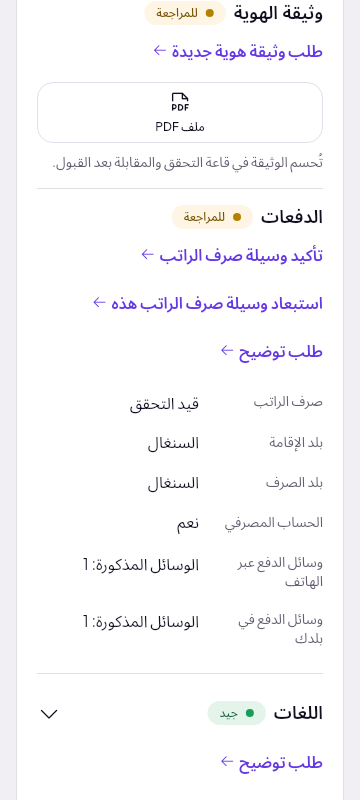 وثيقة الهوية للمراجعة
طلب وثيقة هوية جديدة ←
PDF
ملف PDF
تُحسم الوثيقة في قاعة التحقق والمقابلة بعد القبول.
الدفعات للمراجعة
تأكيد وسيلة صرف الراتب ←
استبعاد وسيلة صرف الراتب هذه ←
طلب توضيح ←
صرف الراتب قيد التحقق
بلد الإقامة السنغال
بلد الصرف السنغال
الحساب المصرفي نعم
وسائل الدفع عبر الهاتف الوسائل المذكورة: 1
وسائل الدفع في بلدك الوسائل المذكورة: 1
اللغات جيد
طلب توضيح ←